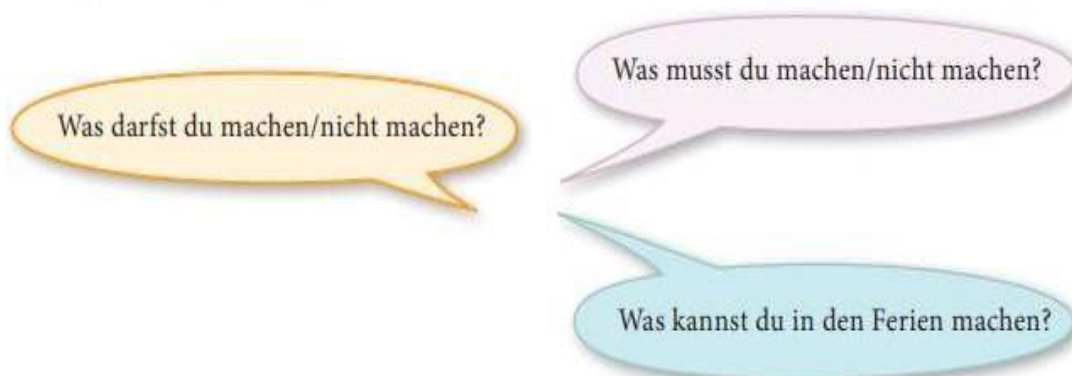 Was musst du machen/nicht machen?
Was darfst du machen/nicht machen?
Was kannst du in den Ferien machen?